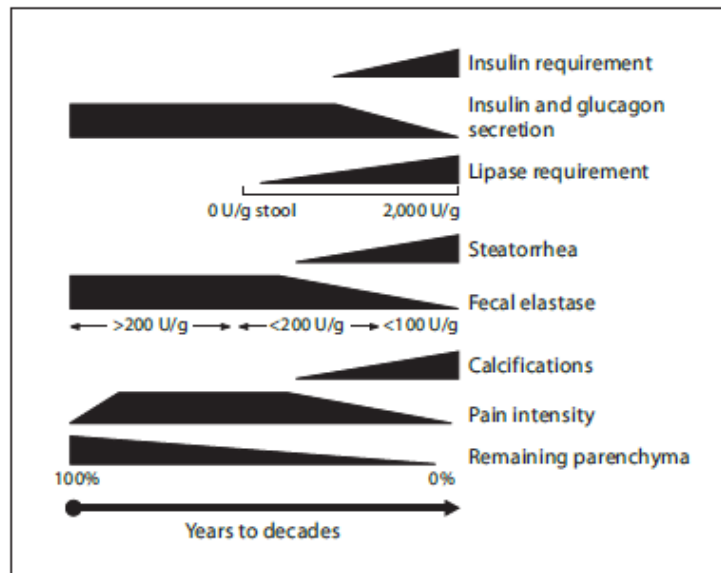 Insulin requirement
Insulin and glucagon
secretion
Lipase requirement
0 U/g stool 2,000 U/g
Steatorrhea
Fecal elastase
>200 U/g <200 U/g <100 U/g
Calcifications
Pain intensity
Remaining parenchyma
100% 0%
Years to decades